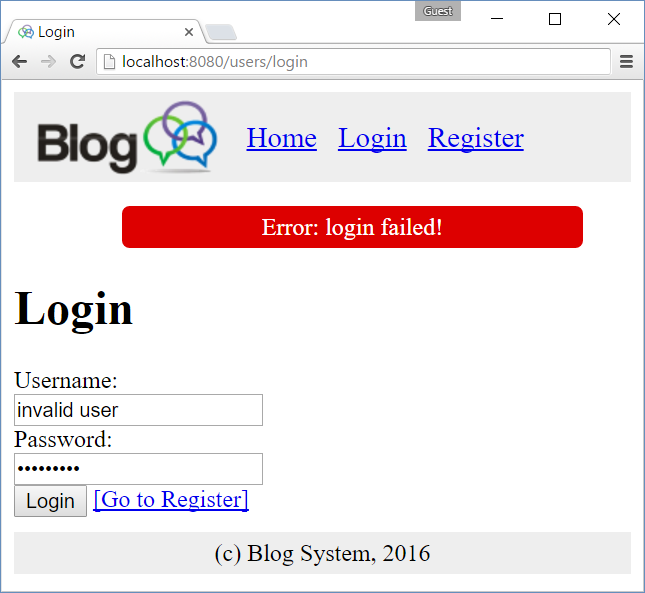 Guest
Login
localhost:8080/users/login
Blog Home Login Register
Error: login failed!
Login
Username:
invalid user
Password:
•••••••••
Login [Go to Register]
(c) Blog System, 2016